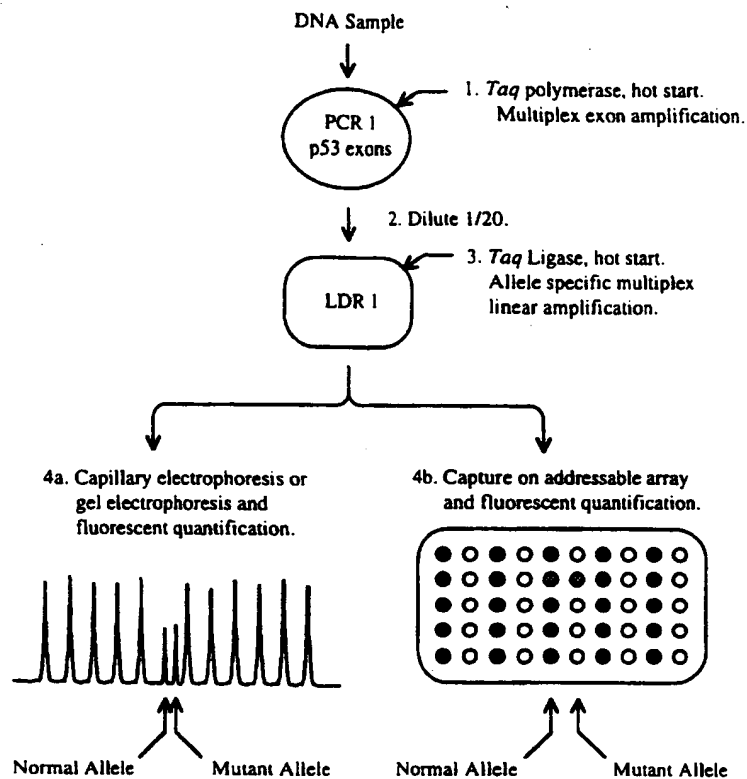 DNA Sample
1. Taq polymerase, hot start.
Multiplex exon amplification.
PCR 1
p53 exons
2. Dilute 1/20.
3. Taq Ligase, hot start.
Allele specific multiplex
linear amplification.
LDR 1
4a. Capillary electrophoresis or
gel electrophoresis and
fluorescent quantification.
4b. Capture on addressable array
and fluorescent quantification.
Normal Allele
Mutant Allele
Normal Allele
Mutant Allele